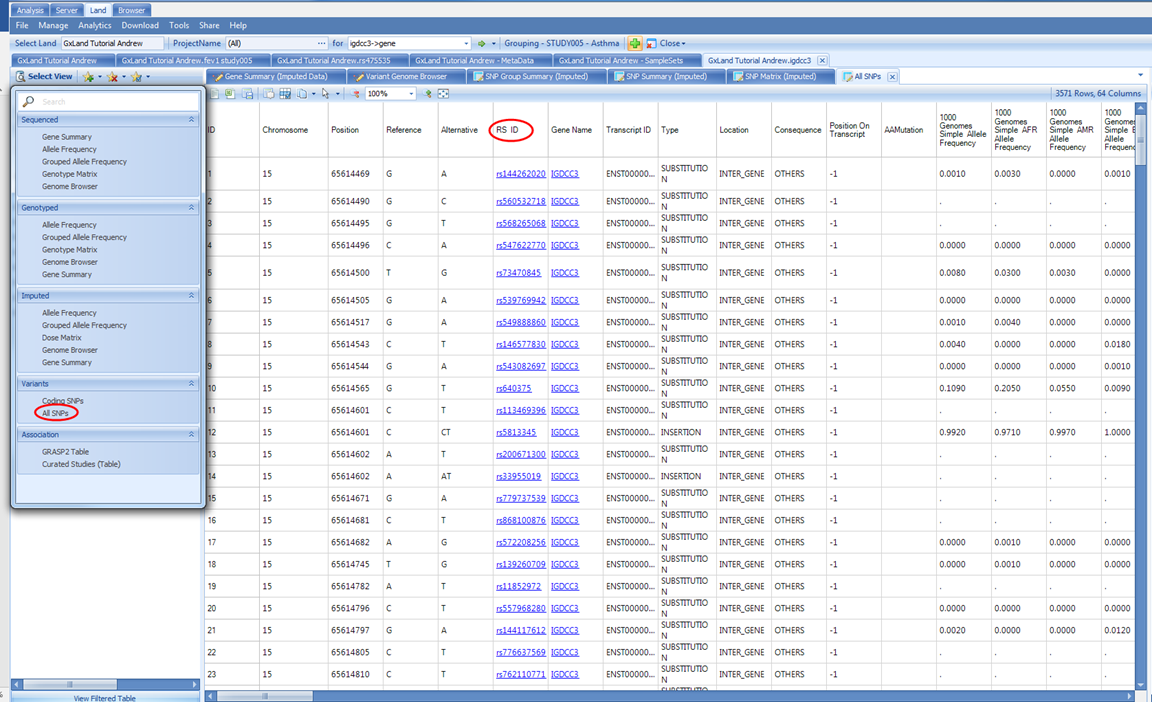 Analysis Server Land Browser
File Manage Analytics Download Tools Share Help
Select Land GxLand Tutorial Andrew ProjectName (All) ... for igdcc3->gene Grouping - STUDY005 - Asthma Close
GxLand Tutorial Andrew GxLand Tutorial Andrew.fev1 study005 GxLand Tutorial Andrew.rs475535 GxLand Tutorial Andrew - MetaData GxLand Tutorial Andrew - SampleSets GxLand Tutorial Andrew.igdcc3
Select View
Gene Summary (Imputed Data) Variant Genome Browser SNP Group Summary (Imputed) SNP Summary (Imputed) SNP Matrix (Imputed) All SNPs
100%
3571 Rows, 64 Columns
Search
Sequenced
Gene Summary
Allele Frequency
Grouped Allele Frequency
Genotype Matrix
Genome Browser
Genotyped
Allele Frequency
Grouped Allele Frequency
Genotype Matrix
Genome Browser
Gene Summary
Imputed
Allele Frequency
Grouped Allele Frequency
Dose Matrix
Genome Browser
Gene Summary
Variants
Coding SNPs
All SNPs
Association
GRASP2 Table
Curated Studies (Table)
View Filtered Table
ID Chromosome Position Reference Alternative RS ID Gene Name Transcript ID Type Location Consequence Position On Transcript AAMutation 1000 Genomes Simple Allele Frequency 1000 Genomes Simple AFR Allele Frequency 1000 Genomes Simple AMR Allele Frequency 1000 Genomes Simple E Allele Frequenc
1 15 65614469 G A rs144262020 IGDCC3 ENST00000... SUBSTITUTION INTER_GENE OTHERS -1 0.0010 0.0030 0.0000 0.0010
2 15 65614490 G C rs560532718 IGDCC3 ENST00000... SUBSTITUTION INTER_GENE OTHERS -1 . . . .
3 15 65614495 G T rs568265068 IGDCC3 ENST00000... SUBSTITUTION INTER_GENE OTHERS -1 . . . .
4 15 65614496 C A rs547622770 IGDCC3 ENST00000... SUBSTITUTION INTER_GENE OTHERS -1 0.0000 0.0000 0.0000 0.0000
5 15 65614500 T G rs73470845 IGDCC3 ENST00000... SUBSTITUTION INTER_GENE OTHERS -1 0.0080 0.0300 0.0030 0.0000
6 15 65614505 G A rs539769942 IGDCC3 ENST00000... SUBSTITUTION INTER_GENE OTHERS -1 0.0000 0.0000 0.0000 0.0000
7 15 65614517 G A rs549888860 IGDCC3 ENST00000... SUBSTITUTION INTER_GENE OTHERS -1 0.0010 0.0040 0.0000 0.0000
8 15 65614543 C T rs146577830 IGDCC3 ENST00000... SUBSTITUTION INTER_GENE OTHERS -1 0.0040 0.0000 0.0000 0.0180
9 15 65614544 G A rs543082697 IGDCC3 ENST00000... SUBSTITUTION INTER_GENE OTHERS -1 0.0000 0.0000 0.0000 0.0010
10 15 65614565 G T rs640375 IGDCC3 ENST00000... SUBSTITUTION INTER_GENE OTHERS -1 0.1090 0.2050 0.0550 0.0090
11 15 65614601 C T rs113469396 IGDCC3 ENST00000... SUBSTITUTION INTER_GENE OTHERS -1 . . . .
12 15 65614601 C CT rs5813345 IGDCC3 ENST00000... INSERTION INTER_GENE OTHERS -1 0.9920 0.9710 0.9970 1.0000
13 15 65614602 A T rs200671300 IGDCC3 ENST00000... SUBSTITUTION INTER_GENE OTHERS -1 . . . .
14 15 65614602 A AT rs33955019 IGDCC3 ENST00000... INSERTION INTER_GENE OTHERS -1 . . . .
15 15 65614671 G A rs779737539 IGDCC3 ENST00000... SUBSTITUTION INTER_GENE OTHERS -1 . . . .
16 15 65614681 C T rs868100876 IGDCC3 ENST00000... SUBSTITUTION INTER_GENE OTHERS -1 . . . .
17 15 65614682 A G rs572208256 IGDCC3 ENST00000... SUBSTITUTION INTER_GENE OTHERS -1 0.0000 0.0010 0.0000 0.0000
18 15 65614745 T G rs139260709 IGDCC3 ENST00000... SUBSTITUTION INTER_GENE OTHERS -1 0.0000 0.0010 0.0000 0.0000
19 15 65614782 A T rs11852972 IGDCC3 ENST00000... SUBSTITUTION INTER_GENE OTHERS -1 . . . .
20 15 65614796 C T rs557968280 IGDCC3 ENST00000... SUBSTITUTION INTER_GENE OTHERS -1 0.0000 0.0000 0.0000 0.0000
21 15 65614797 G A rs144117612 IGDCC3 ENST00000... SUBSTITUTION INTER_GENE OTHERS -1 0.0020 0.0000 0.0000 0.0120
22 15 65614805 C T rs776637569 IGDCC3 ENST00000... SUBSTITUTION INTER_GENE OTHERS -1 . . . .
23 15 65614810 C T rs762110771 IGDCC3 ENST00000... SUBSTITUTION INTER_GENE OTHERS -1 . . . .